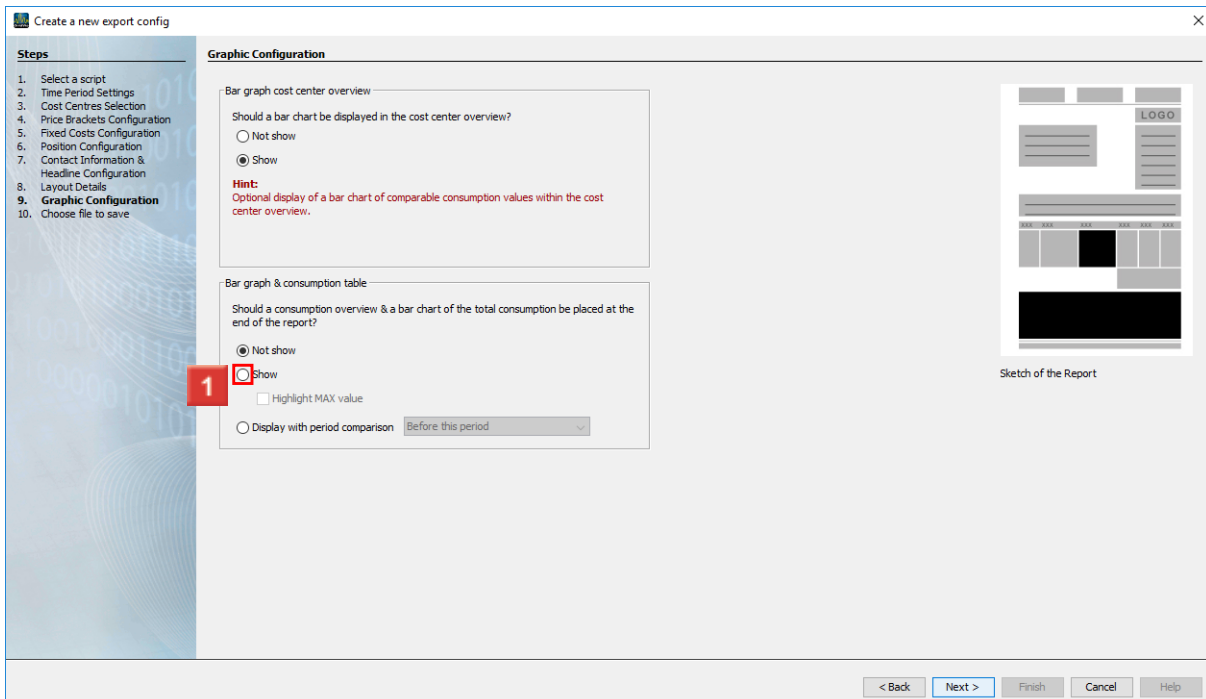 Create a new export config
Steps
1. Select a script
2. Time Period Settings
3. Cost Centres Selection
4. Price Brackets Configuration
5. Fixed Costs Configuration
6. Position Configuration
7. Contact Information &
Headline Configuration
8. Layout Details
9. Graphic Configuration
10. Choose file to save
Graphic Configuration
Bar graph cost center overview
Should a bar chart be displayed in the cost center overview?
Not show
Show
Hint:
Optional display of a bar chart of comparable consumption values within the cost
center overview.
Bar graph & consumption table
Should a consumption overview & a bar chart of the total consumption be placed at the
end of the report?
Not show
1
Show
Highlight MAX value
Display with period comparison Before this period
LOGO
xxx xxx xxx xxx xxx xxx
Sketch of the Report
< Back Next > Finish Cancel Help